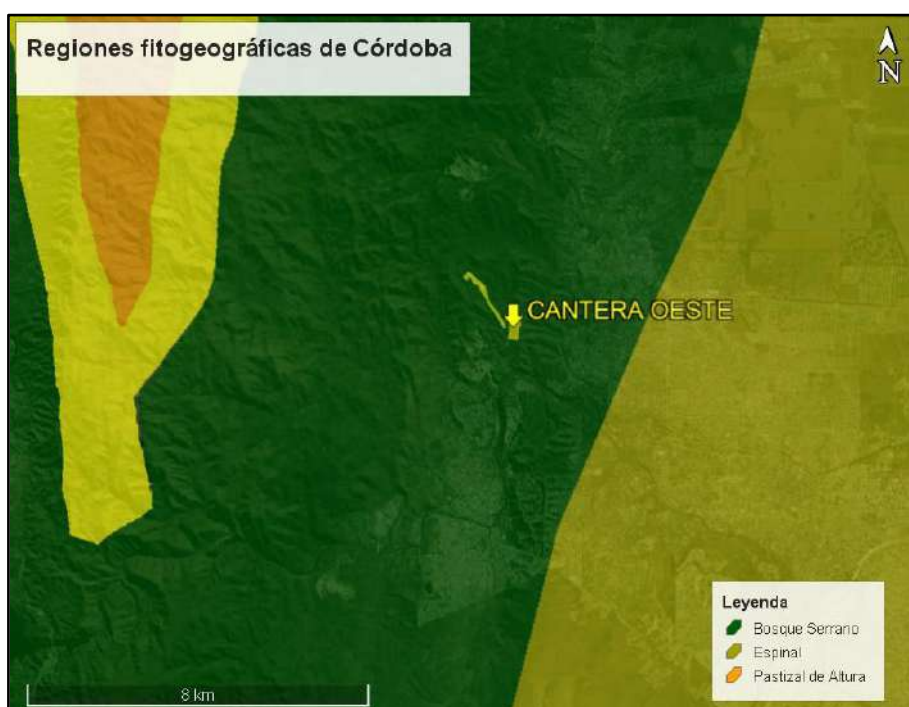 Regiones fitogeográficas de Córdoba
N
CANTERA OESTE
Leyenda
Bosque Serrano
Espinal
Pastizal de Altura
8 km